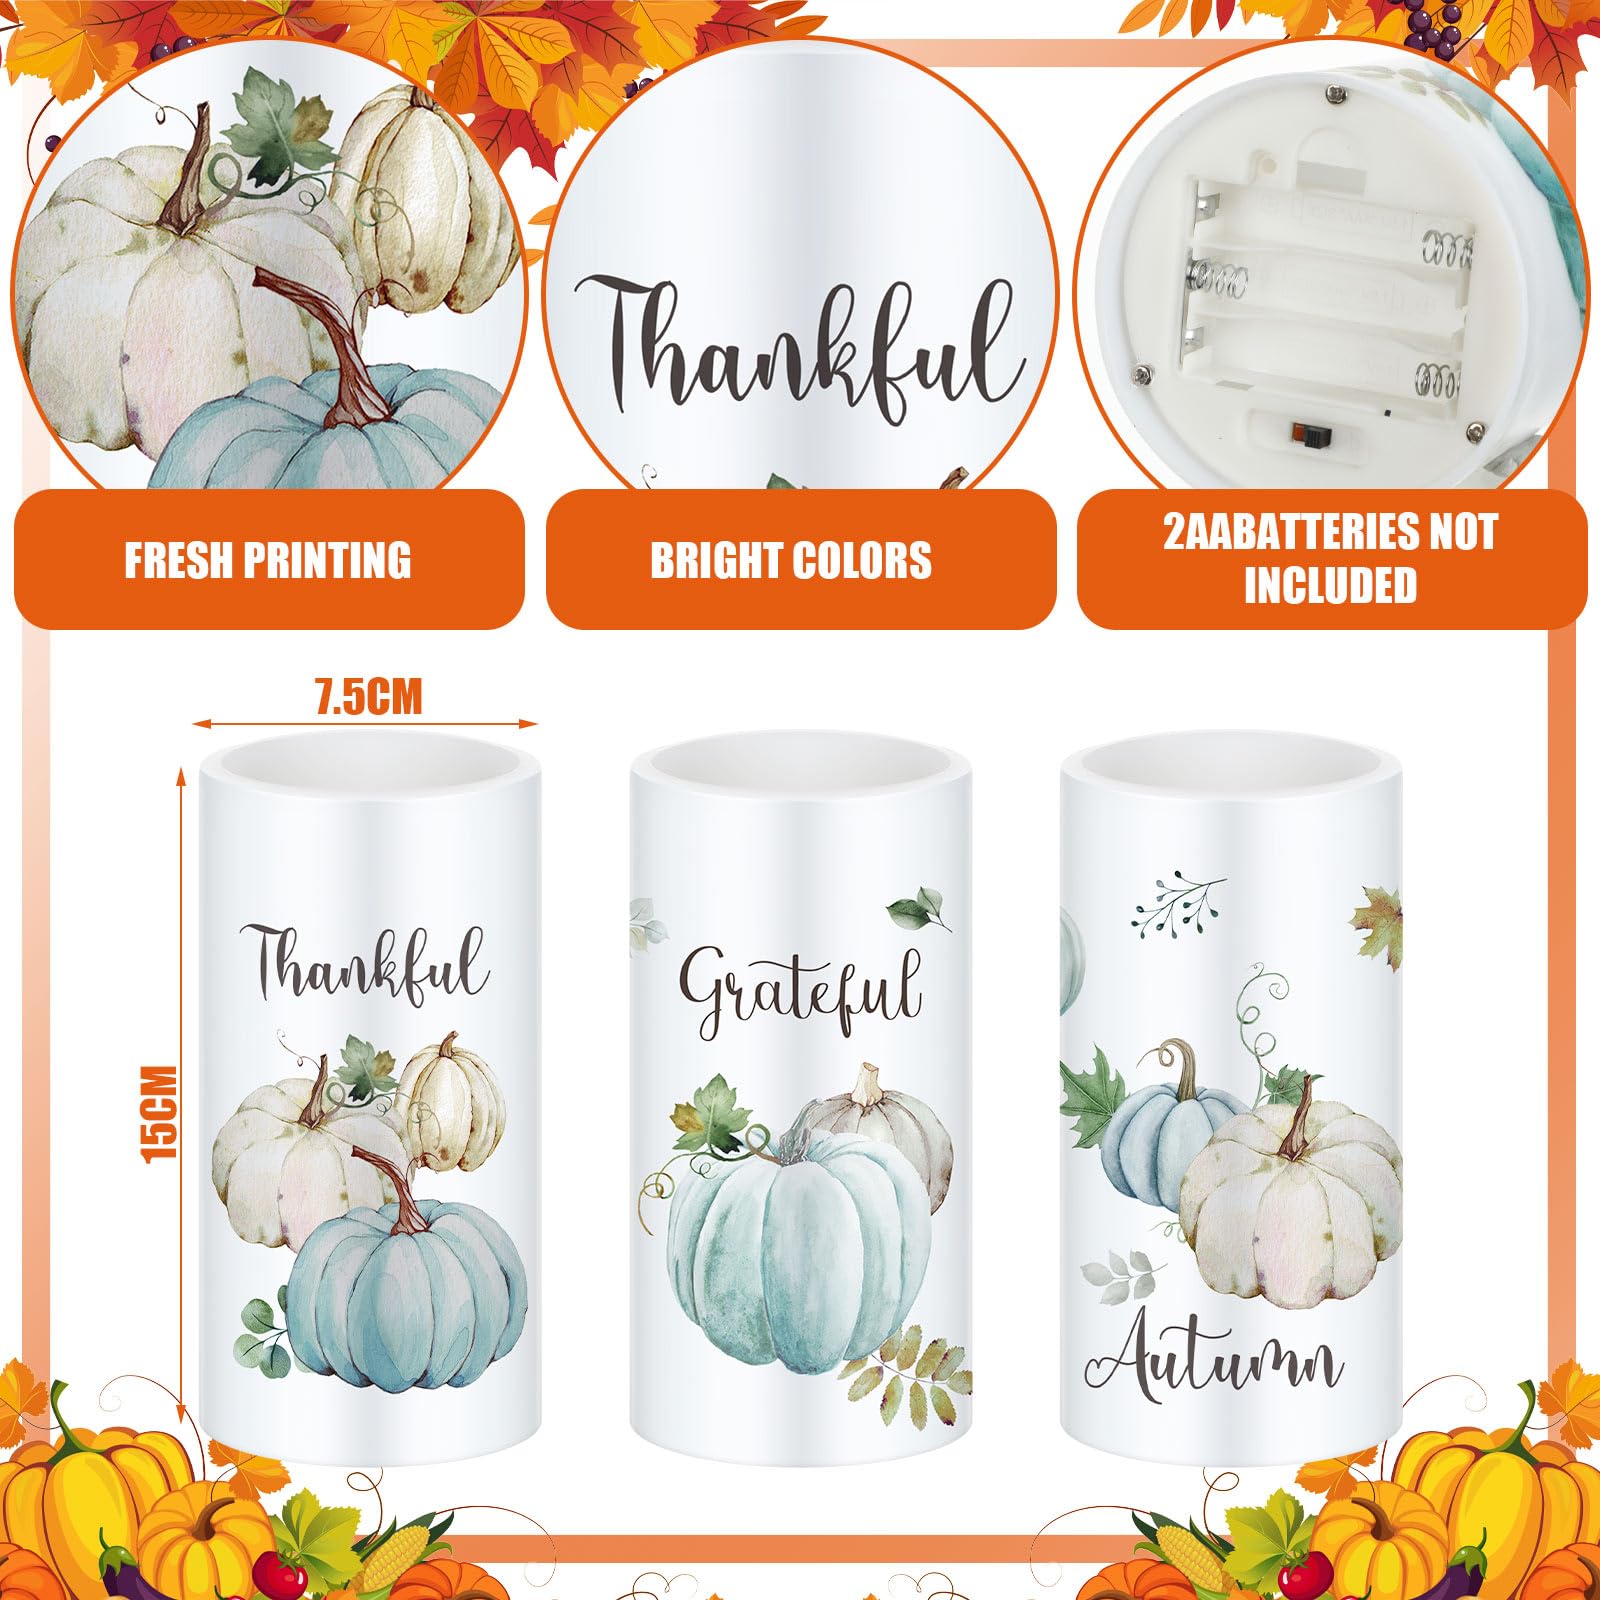 Thankful
FRESH PRINTING
BRIGHT COLORS
2AABATTERIES NOT
INCLUDED
7.5CM
15CM
Thankful
Grateful
Autumn